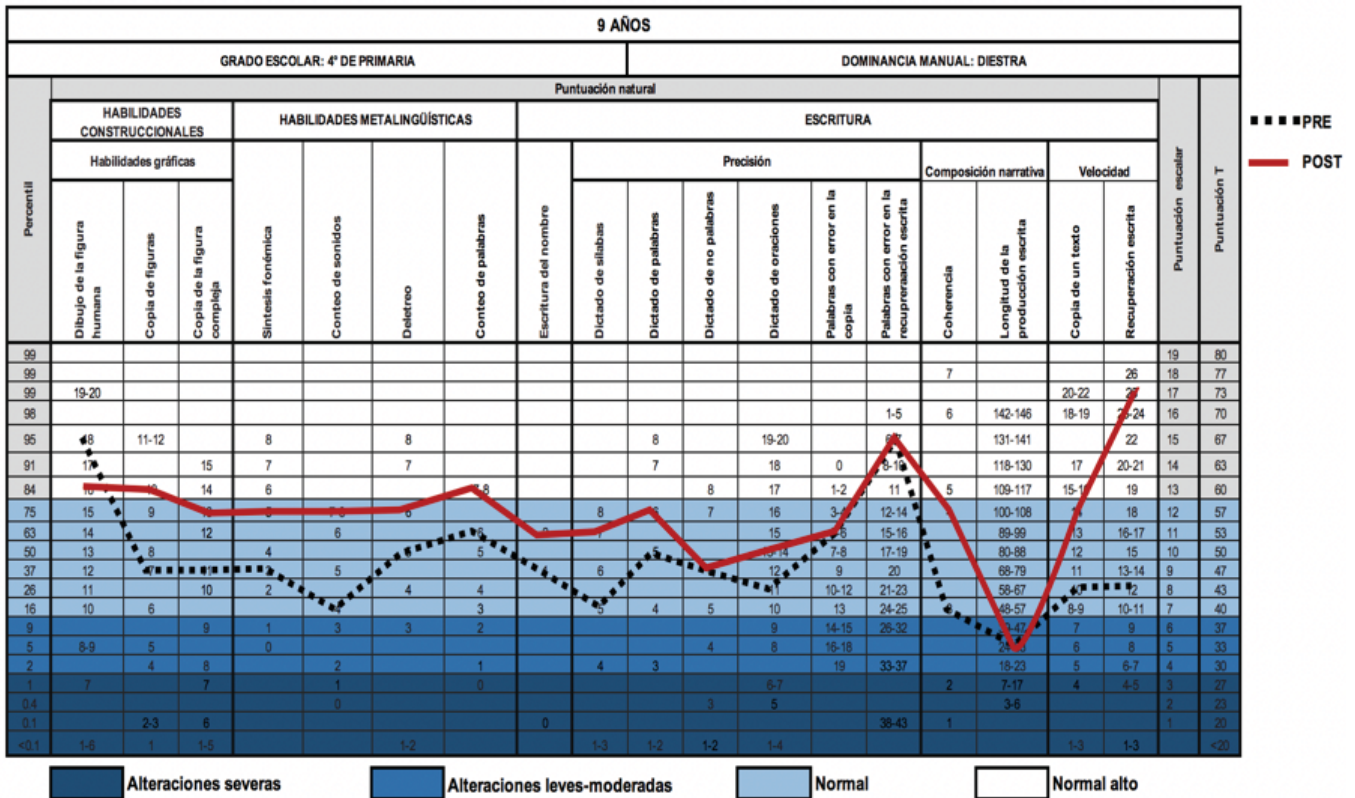 9 AÑOS
GRADO ESCOLAR: 4º DE PRIMARIA DOMINANCIA MANUAL: DIESTRA
Puntuación natural
HABILIDADES CONSTRUCCIONALES HABILIDADES METALINGÜÍSTICAS ESCRITURA
PRE
POST
Habilidades gráficas Precisión Composición narrativa Velocidad
Percentil
Dibujo de la figura humana
Copia de figuras
Copia de la figura compleja
Síntesis fonémica
Conteo de sonidos
Deletreo
Conteo de palabras
Escritura del nombre
Dictado de sílabas
Dictado de palabras
Dictado de no palabras
Dictado de oraciones
Palabras con error en la copia
Palabras con error en la recupreraación escrita
Coherencia
Longitud de la producción escrita
Copia de un texto
Recuperación escrita
Puntuación escalar
Puntuación T
99 19 80
99 7 26 18 77
99 19-20 20-22 17 73
98 1-5 6 142-146 18-19 16 70
95 11-12 8 8 8 19-20 131-141 22 15 67
91 17 15 7 7 7 18 0 118-130 17 20-21 14 63
84 14 6 8 17 1-2 11 5 109-117 19 13 60
75 15 9 8 7 16 12-14 100-108 18 12 57
63 14 12 6 15 15-16 89-99 13 16-17 11 53
50 13 8 4 5 7-8 17-19 80-88 12 15 10 50
37 12 5 6 12 9 20 68-79 11 13-14 9 47
26 11 10 2 4 4 11 10-12 21-23 58-67 12 8 43
16 10 6 3 5 4 5 10 13 24-25 48-57 8-9 10-11 7 40
9 9 1 3 3 2 9 14-15 26-32 7 9 6 37
5 8-9 5 0 4 8 16-18 6 8 5 33
2 4 8 2 1 4 3 19 33-37 18-23 5 6-7 4 30
1 7 7 1 0 6-7 2 7-17 4 4-5 3 27
0.4 0 3 5 3-6 2 23
0.1 2-3 6 0 38-43 1 1 20
<0.1 1-6 1 1-5 1-2 1-3 1-2 1-2 1-4 1-3 1-3 <20
Alteraciones severas Alteraciones leves-moderadas Normal Normal alto